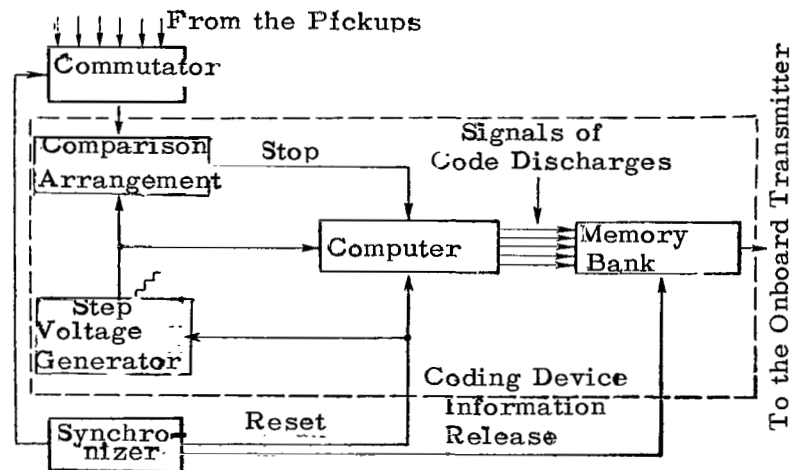 From the Pickups
Commutator
Comparison
Arrangement
Stop
Signals of
Code Discharges
Computer
Memory
Bank
Step
Voltage
Generator
Coding Device
Information
Release
Reset
Synchro-
nizer
To the Onboard Transmitter